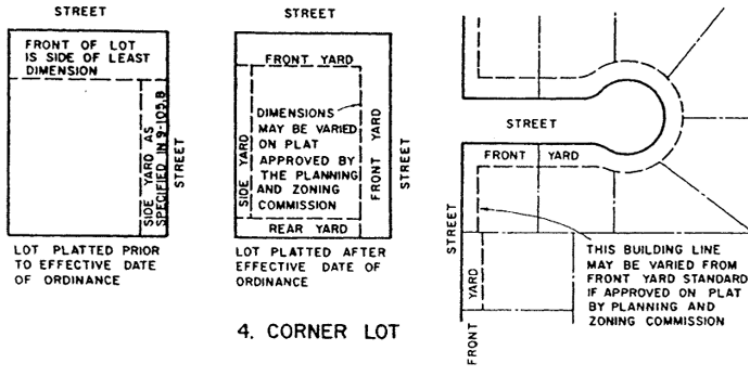 STREET
FRONT OF LOT
IS SIDE OF LEAST
DIMENSION
SIDE YARD AS
SPECIFIED IN 9-105.B
STREET
LOT PLATTED PRIOR
TO EFFECTIVE DATE
OF ORDINANCE
STREET
FRONT YARD
DIMENSIONS
MAY BE VARIED
ON PLAT
APPROVED BY
THE PLANNING
AND ZONING
COMMISSION
SIDE YARD
FRONT YARD
STREET
REAR YARD
LOT PLATTED AFTER
EFFECTIVE DATE OF
ORDINANCE
STREET
FRONT YARD
STREET
YARD
FRONT
THIS BUILDING LINE
MAY BE VARIED FROM
FRONT YARD STANDARD
IF APPROVED ON PLAT
BY PLANNING AND
ZONING COMMISSION
4. CORNER LOT